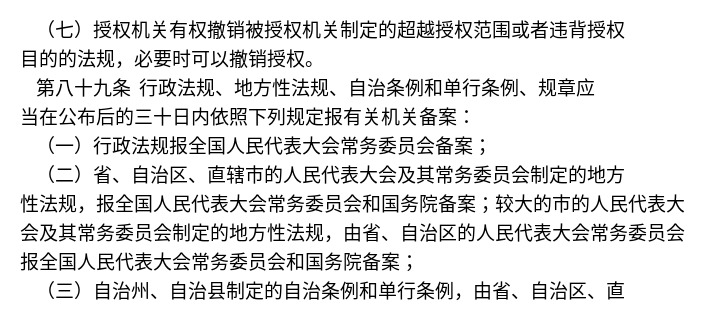 （七）授权机关有权撤销被授权机关制定的超越授权范围或者违背授权
目的的法规，必要时可以撤销授权。
第八十九条 行政法规、地方性法规、自治条例和单行条例、规章应
当在公布后的三十日内依照下列规定报有关机关备案：
（一）行政法规报全国人民代表大会常务委员会备案；
（二）省、自治区、直辖市的人民代表大会及其常务委员会制定的地方
性法规，报全国人民代表大会常务委员会和国务院备案；较大的市的人民代表大
会及其常务委员会制定的地方性法规，由省、自治区的人民代表大会常务委员会
报全国人民代表大会常务委员会和国务院备案；
（三）自治州、自治县制定的自治条例和单行条例，由省、自治区、直